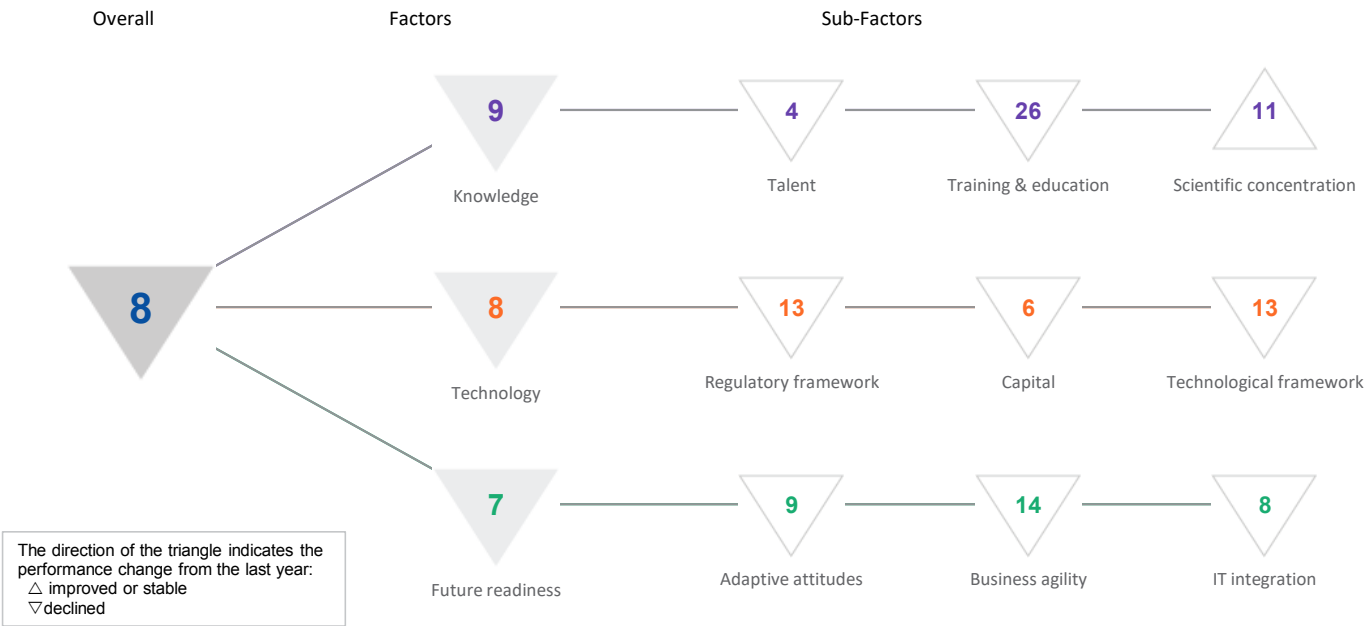 Overall
Factors
Sub-Factors
9
4
26
11
Knowledge
Talent
Training & education
Scientific concentration
8
8
13
6
13
Technology
Regulatory framework
Capital
Technological framework
7
9
14
8
Future readiness
Adaptive attitudes
Business agility
IT integration
The direction of the triangle indicates the
performance change from the last year:
△ improved or stable
▽declined